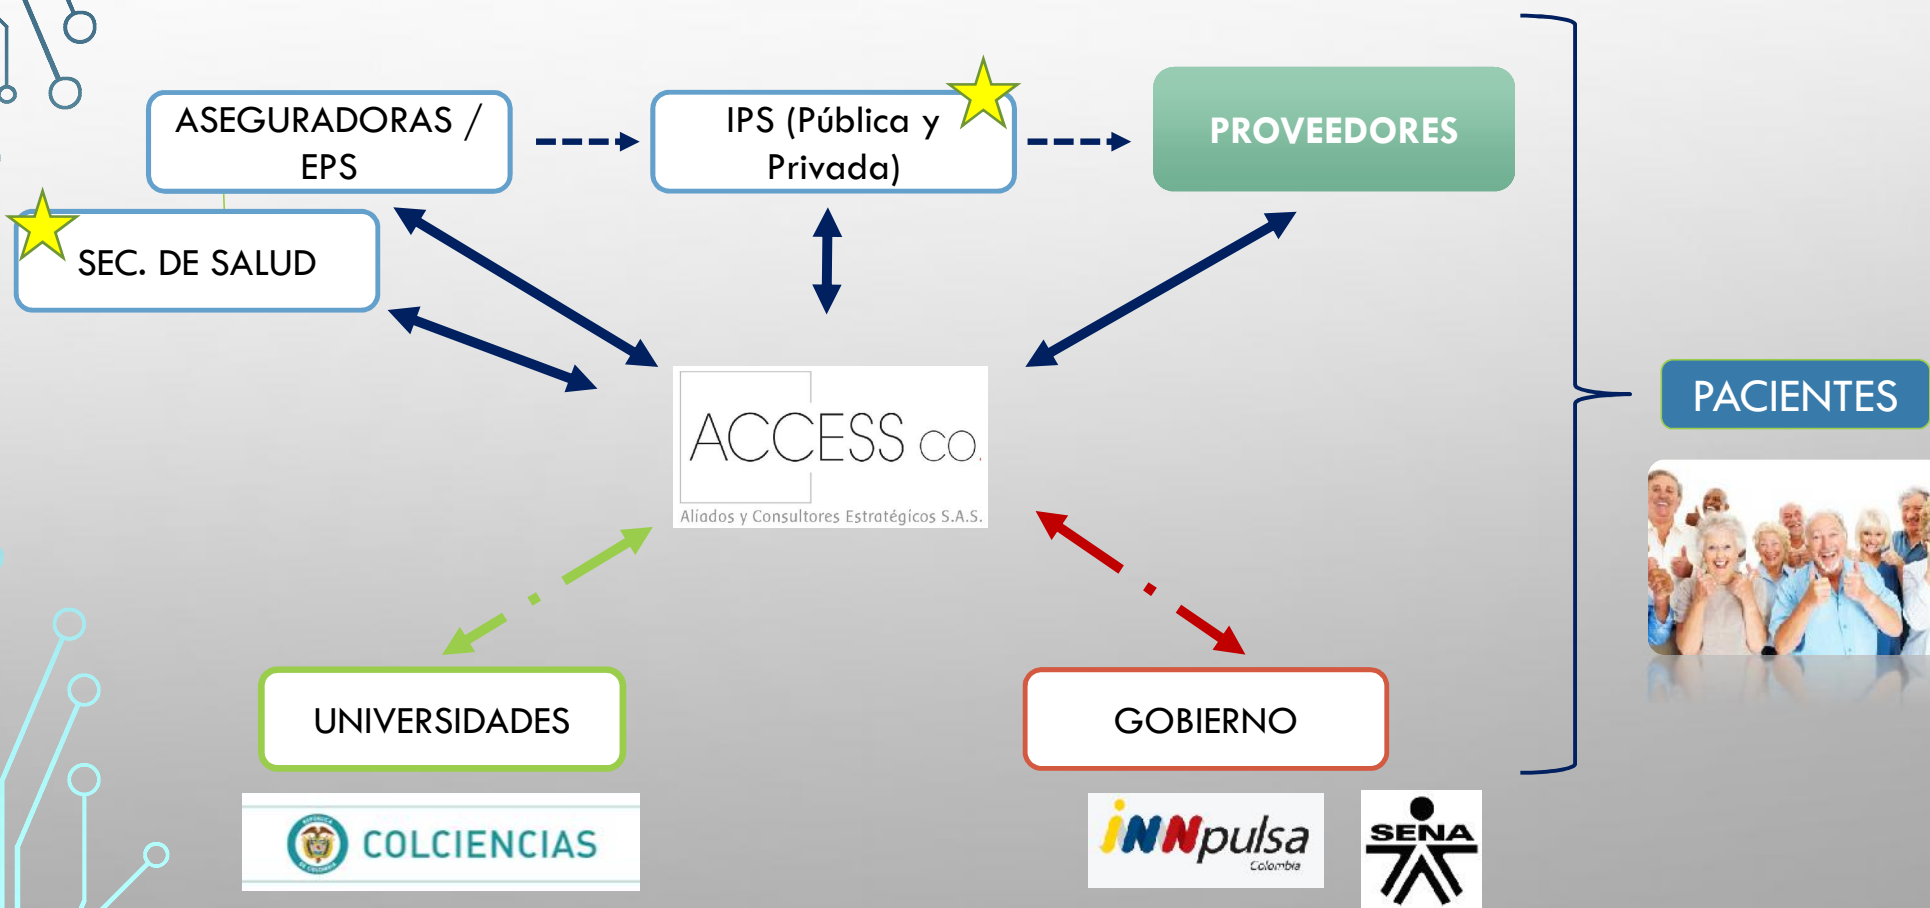 ASEGURADORAS /
EPS
IPS (Pública y
Privada)
PROVEEDORES
SEC. DE SALUD
ACCESS CO.
Aliados y Consultores Estratégicos S.A.S.
PACIENTES
UNIVERSIDADES
GOBIERNO
COLCIENCIAS
iNNpulsa
Colombia
SENA